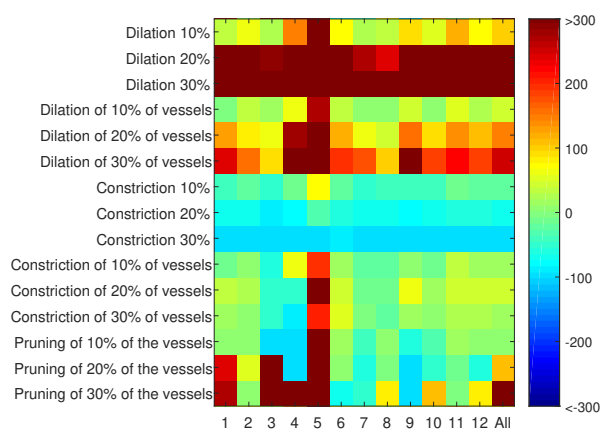 Dilation 10%
Dilation 20%
Dilation 30%
Dilation of 10% of vessels
Dilation of 20% of vessels
Dilation of 30% of vessels
Constriction 10%
Constriction 20%
Constriction 30%
Constriction of 10% of vessels
Constriction of 20% of vessels
Constriction of 30% of vessels
Pruning of 10% of the vessels
Pruning of 20% of the vessels
Pruning of 30% of the vessels
1 2 3 4 5 6 7 8 9 10 11 12 All
>300
200
100
0
-100
-200
<-300